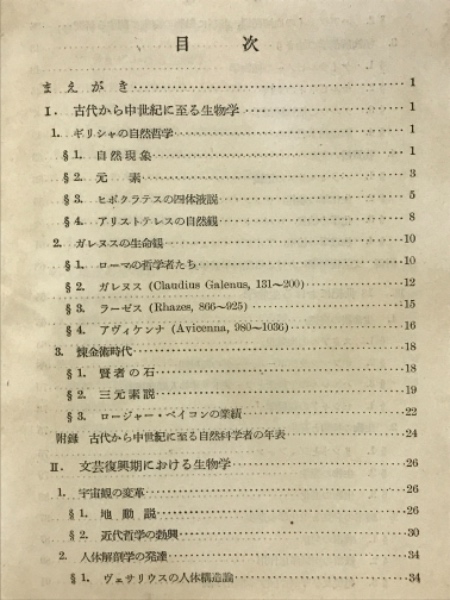 目 次
まえがき……………………………1
I. 古代から中世紀に至る生物学……………………………1
1. ギリシャの自然哲学……………………………1
§1. 自然現象……………………………1
§2. 元 素……………………………3
§3. ヒポクラテスの四体液説……………………………5
§4. アリストテレスの自然観……………………………8
2. ガレヌスの生命観……………………………10
§1. ローマの哲学者たち……………………………10
§2. ガレヌス (Claudius Galenus, 131〜200)……………………………12
§3. ラーゼス (Rhazes, 866〜925)……………………………15
§4. アヴィケンナ (Avicenna, 980〜1036)……………………………16
3. 煉金術時代……………………………18
§1. 賢者の石……………………………18
§2. 三元素説……………………………19
§3. ロージャー・ベイコンの業績……………………………22
附録 古代から中世紀に至る自然科学者の年表……………………………24
II. 文芸復興期における生物学……………………………26
1. 宇宙観の変革……………………………26
§1. 地動説……………………………26
§2. 近代哲学の勃興……………………………30
2. 人体解剖学の発達……………………………34
§1. ヴェサリウスの人体構造論……………………………34